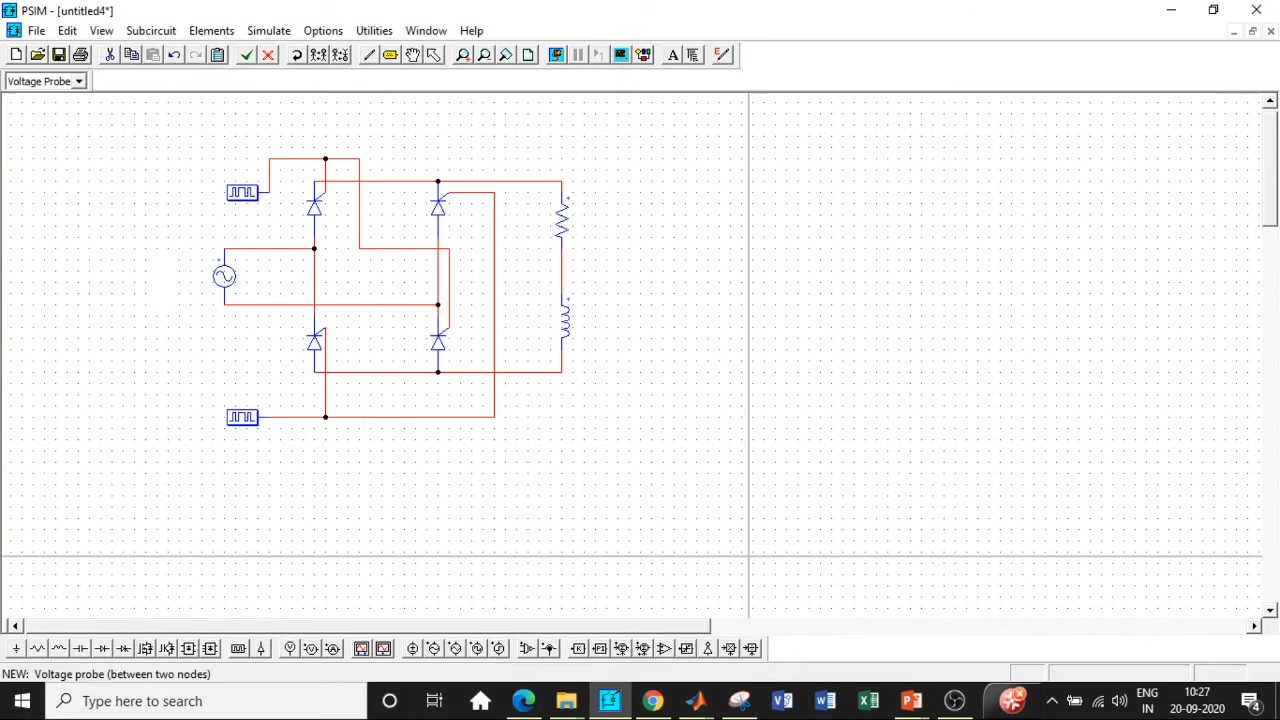 PSIM - [untitled4*]
File Edit View Subcircuit Elements Simulate Options Utilities Window Help
Voltage Probe
NEW: Voltage probe (between two nodes)
Type here to search
ENG
IN
10:27
20-09-2020
4